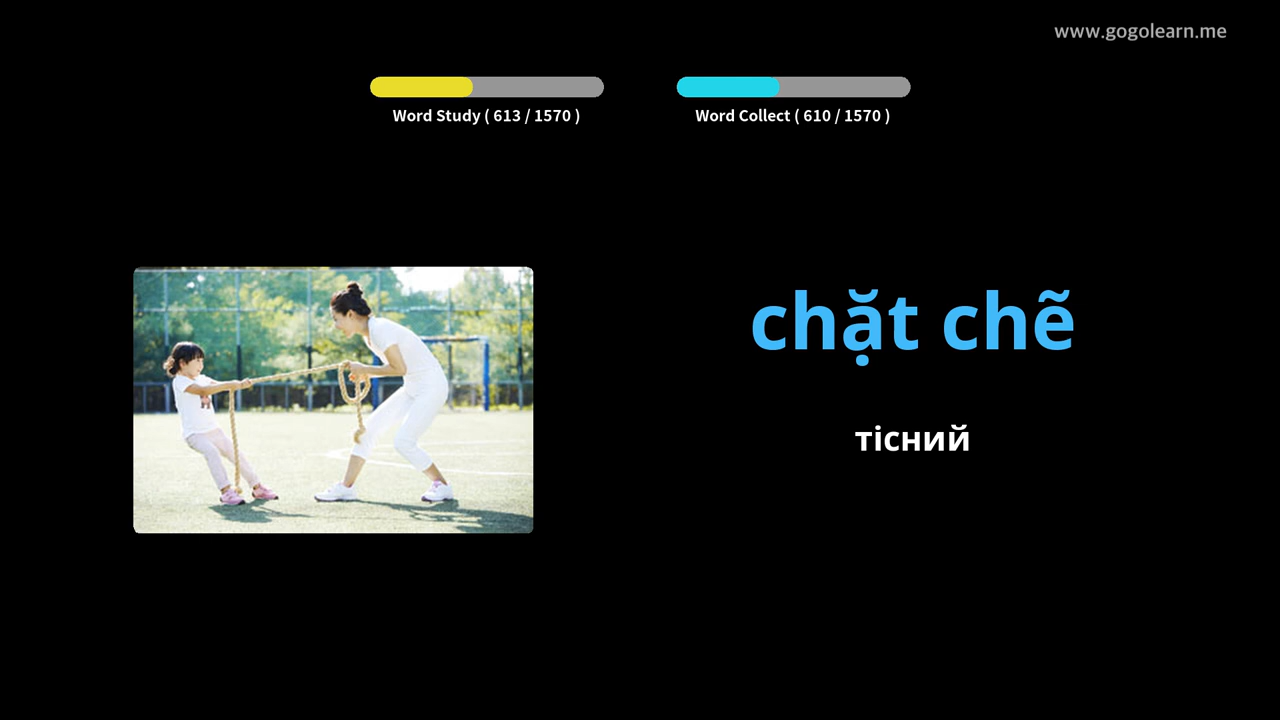 www.gogolearn.me
Word Study ( 613 / 1570 )
Word Collect ( 610 / 1570 )
chặt chẽ
тісний